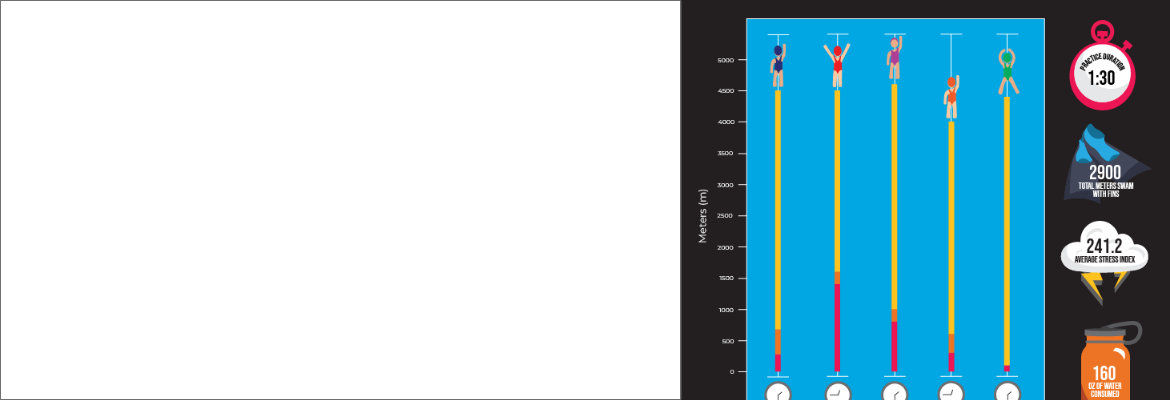 5000
4500
4000
3500
3000
2500
2000
1500
1000
500
0
Meters (m)
PRACTICE DURATION
1:30
2900
TOTAL METERS SWAM
WITH FINS
241.2
AVERAGE STRESS INDEX
160
OZ OF WATER
CONSUMED